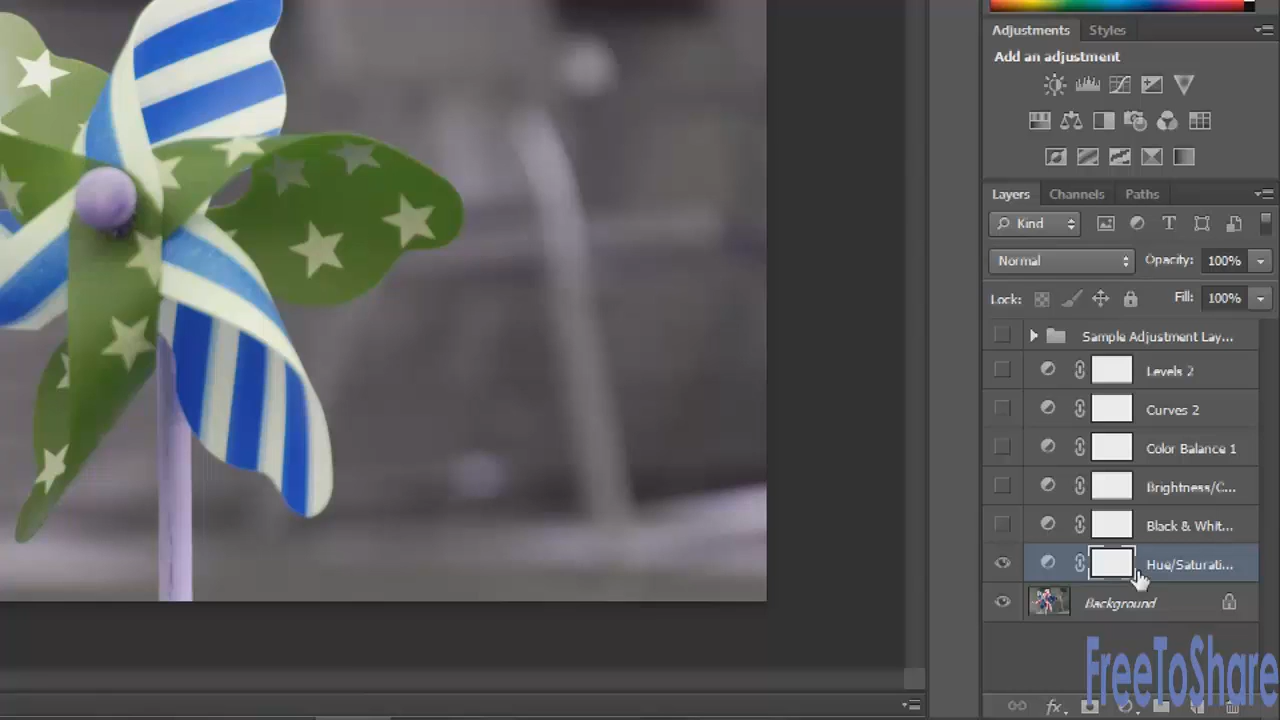 Adjustments Styles
Add an adjustment
Layers Channels Paths
Kind
Normal Opacity: 100%
Lock: Fill: 100%
Sample Adjustment Lay...
Levels 2
Curves 2
Color Balance 1
Brightness/C...
Black & Whit...
Hue/Saturati...
Background
FreeToShare
fx